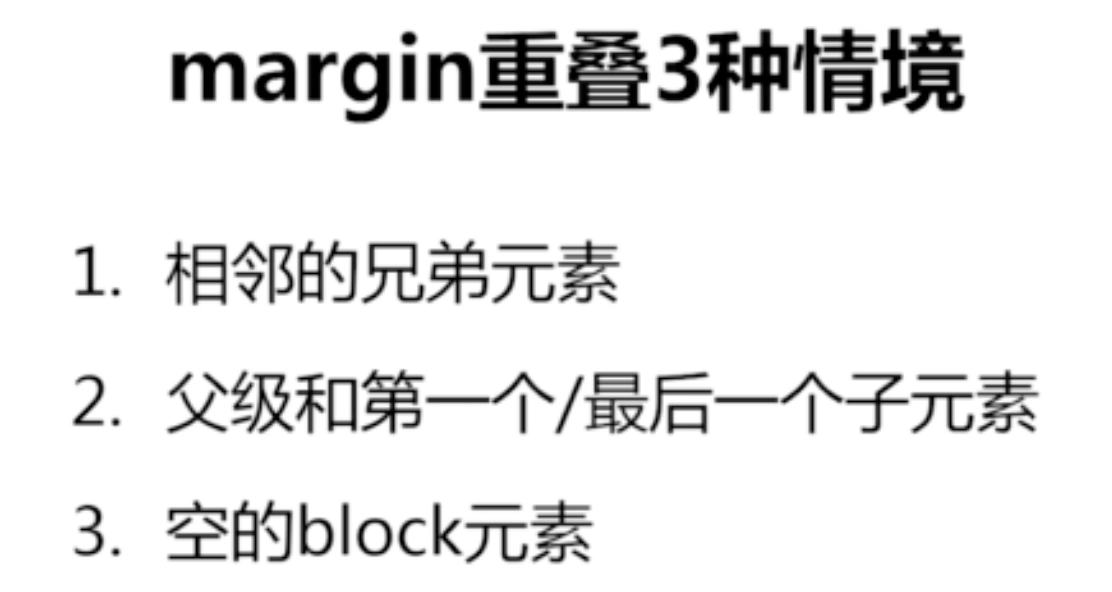 margin重叠3种情境
1. 相邻的兄弟元素
2. 父级和第一个/最后一个子元素
3. 空的block元素